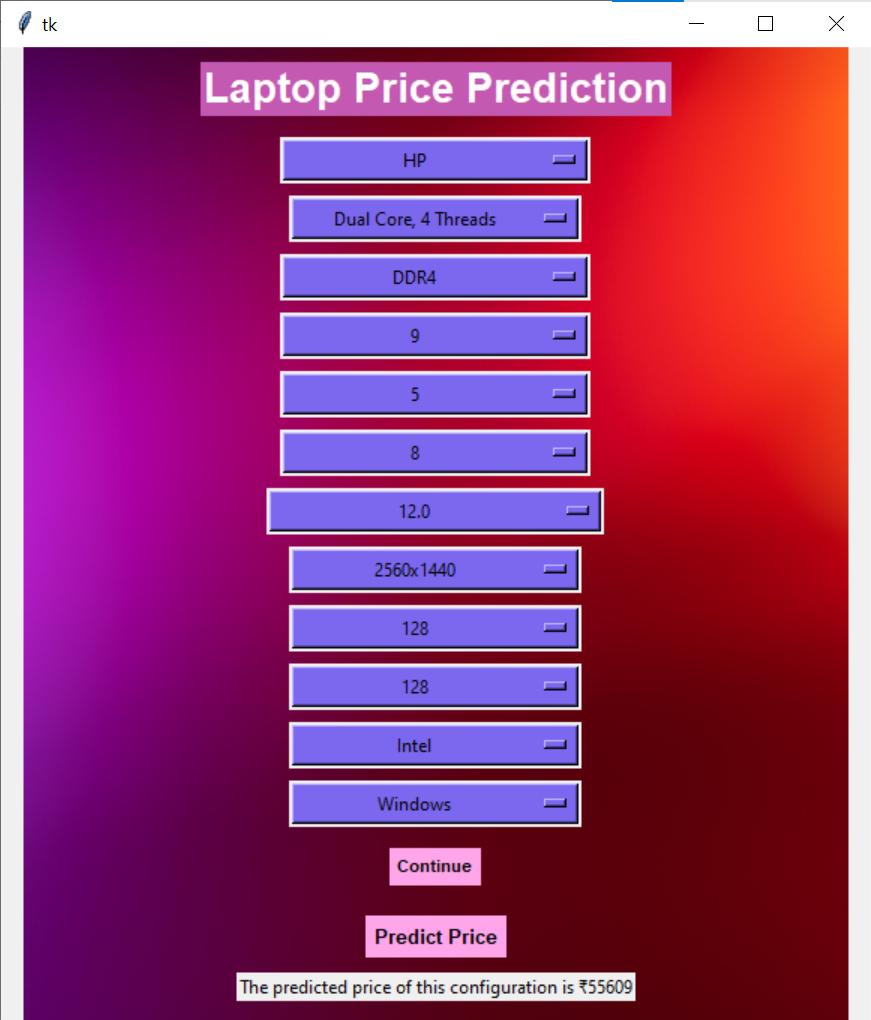 tk
Laptop Price Prediction
HP
Dual Core, 4 Threads
DDR4
9
5
8
12.0
2560x1440
128
128
Intel
Windows
Continue
Predict Price
The predicted price of this configuration is ₹55609